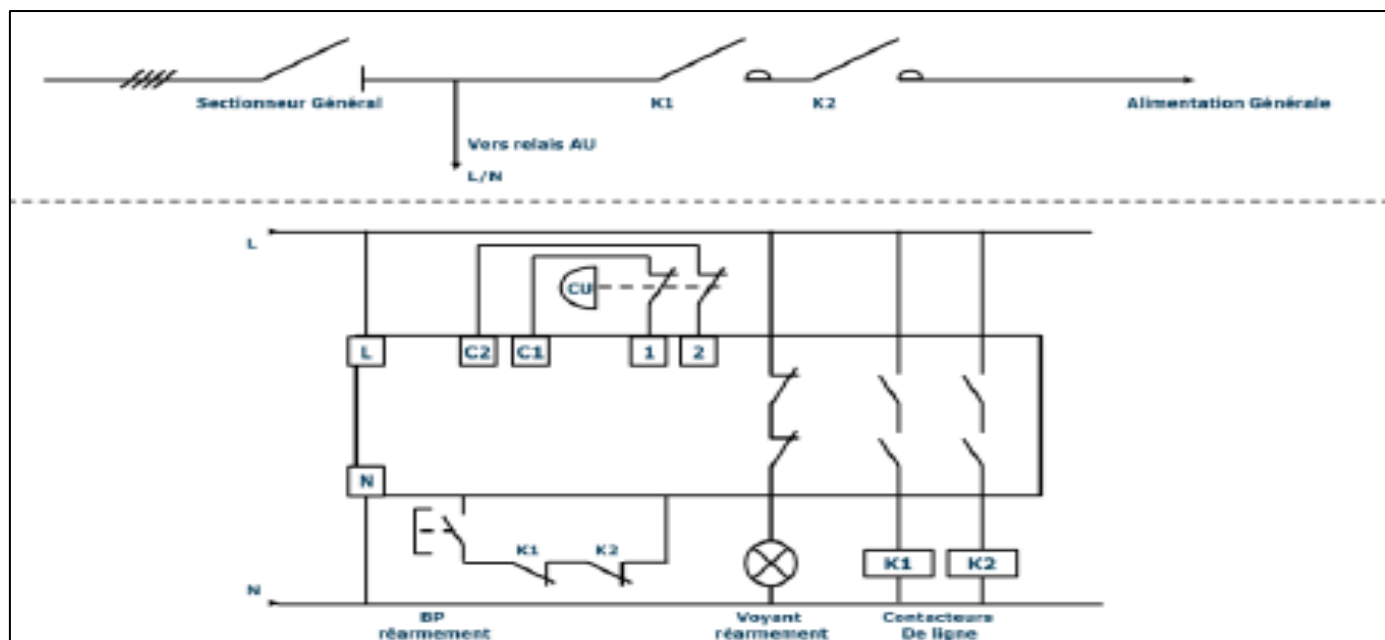 Sectionneur Général
K1
K2
Alimentation Générale
Vers relais AU
L/N
L
CU
L
C2
C1
1
2
N
K1
K2
K1
K2
N
BP
réarmement
Voyant
réarmement
Contacteurs
De ligne